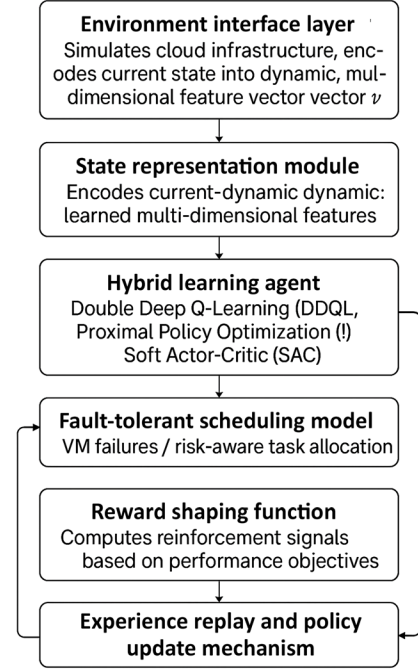 Environment interface layer
Simulates cloud infrastructure, enc-
odes current state into dynamic, mul-
dimensional feature vector vector ν
State representation module
Encodes current-dynamic dynamic:
learned multi-dimensional features
Hybrid learning agent
Double Deep Q-Learning (DDQL,
Proximal Policy Optimization (!)
Soft Actor-Critic (SAC)
Fault-tolerant scheduling model
VM failures / risk-aware task allocation
Reward shaping function
Computes reinforcement signals
based on performance objectives
Experience replay and policy
update mechanism